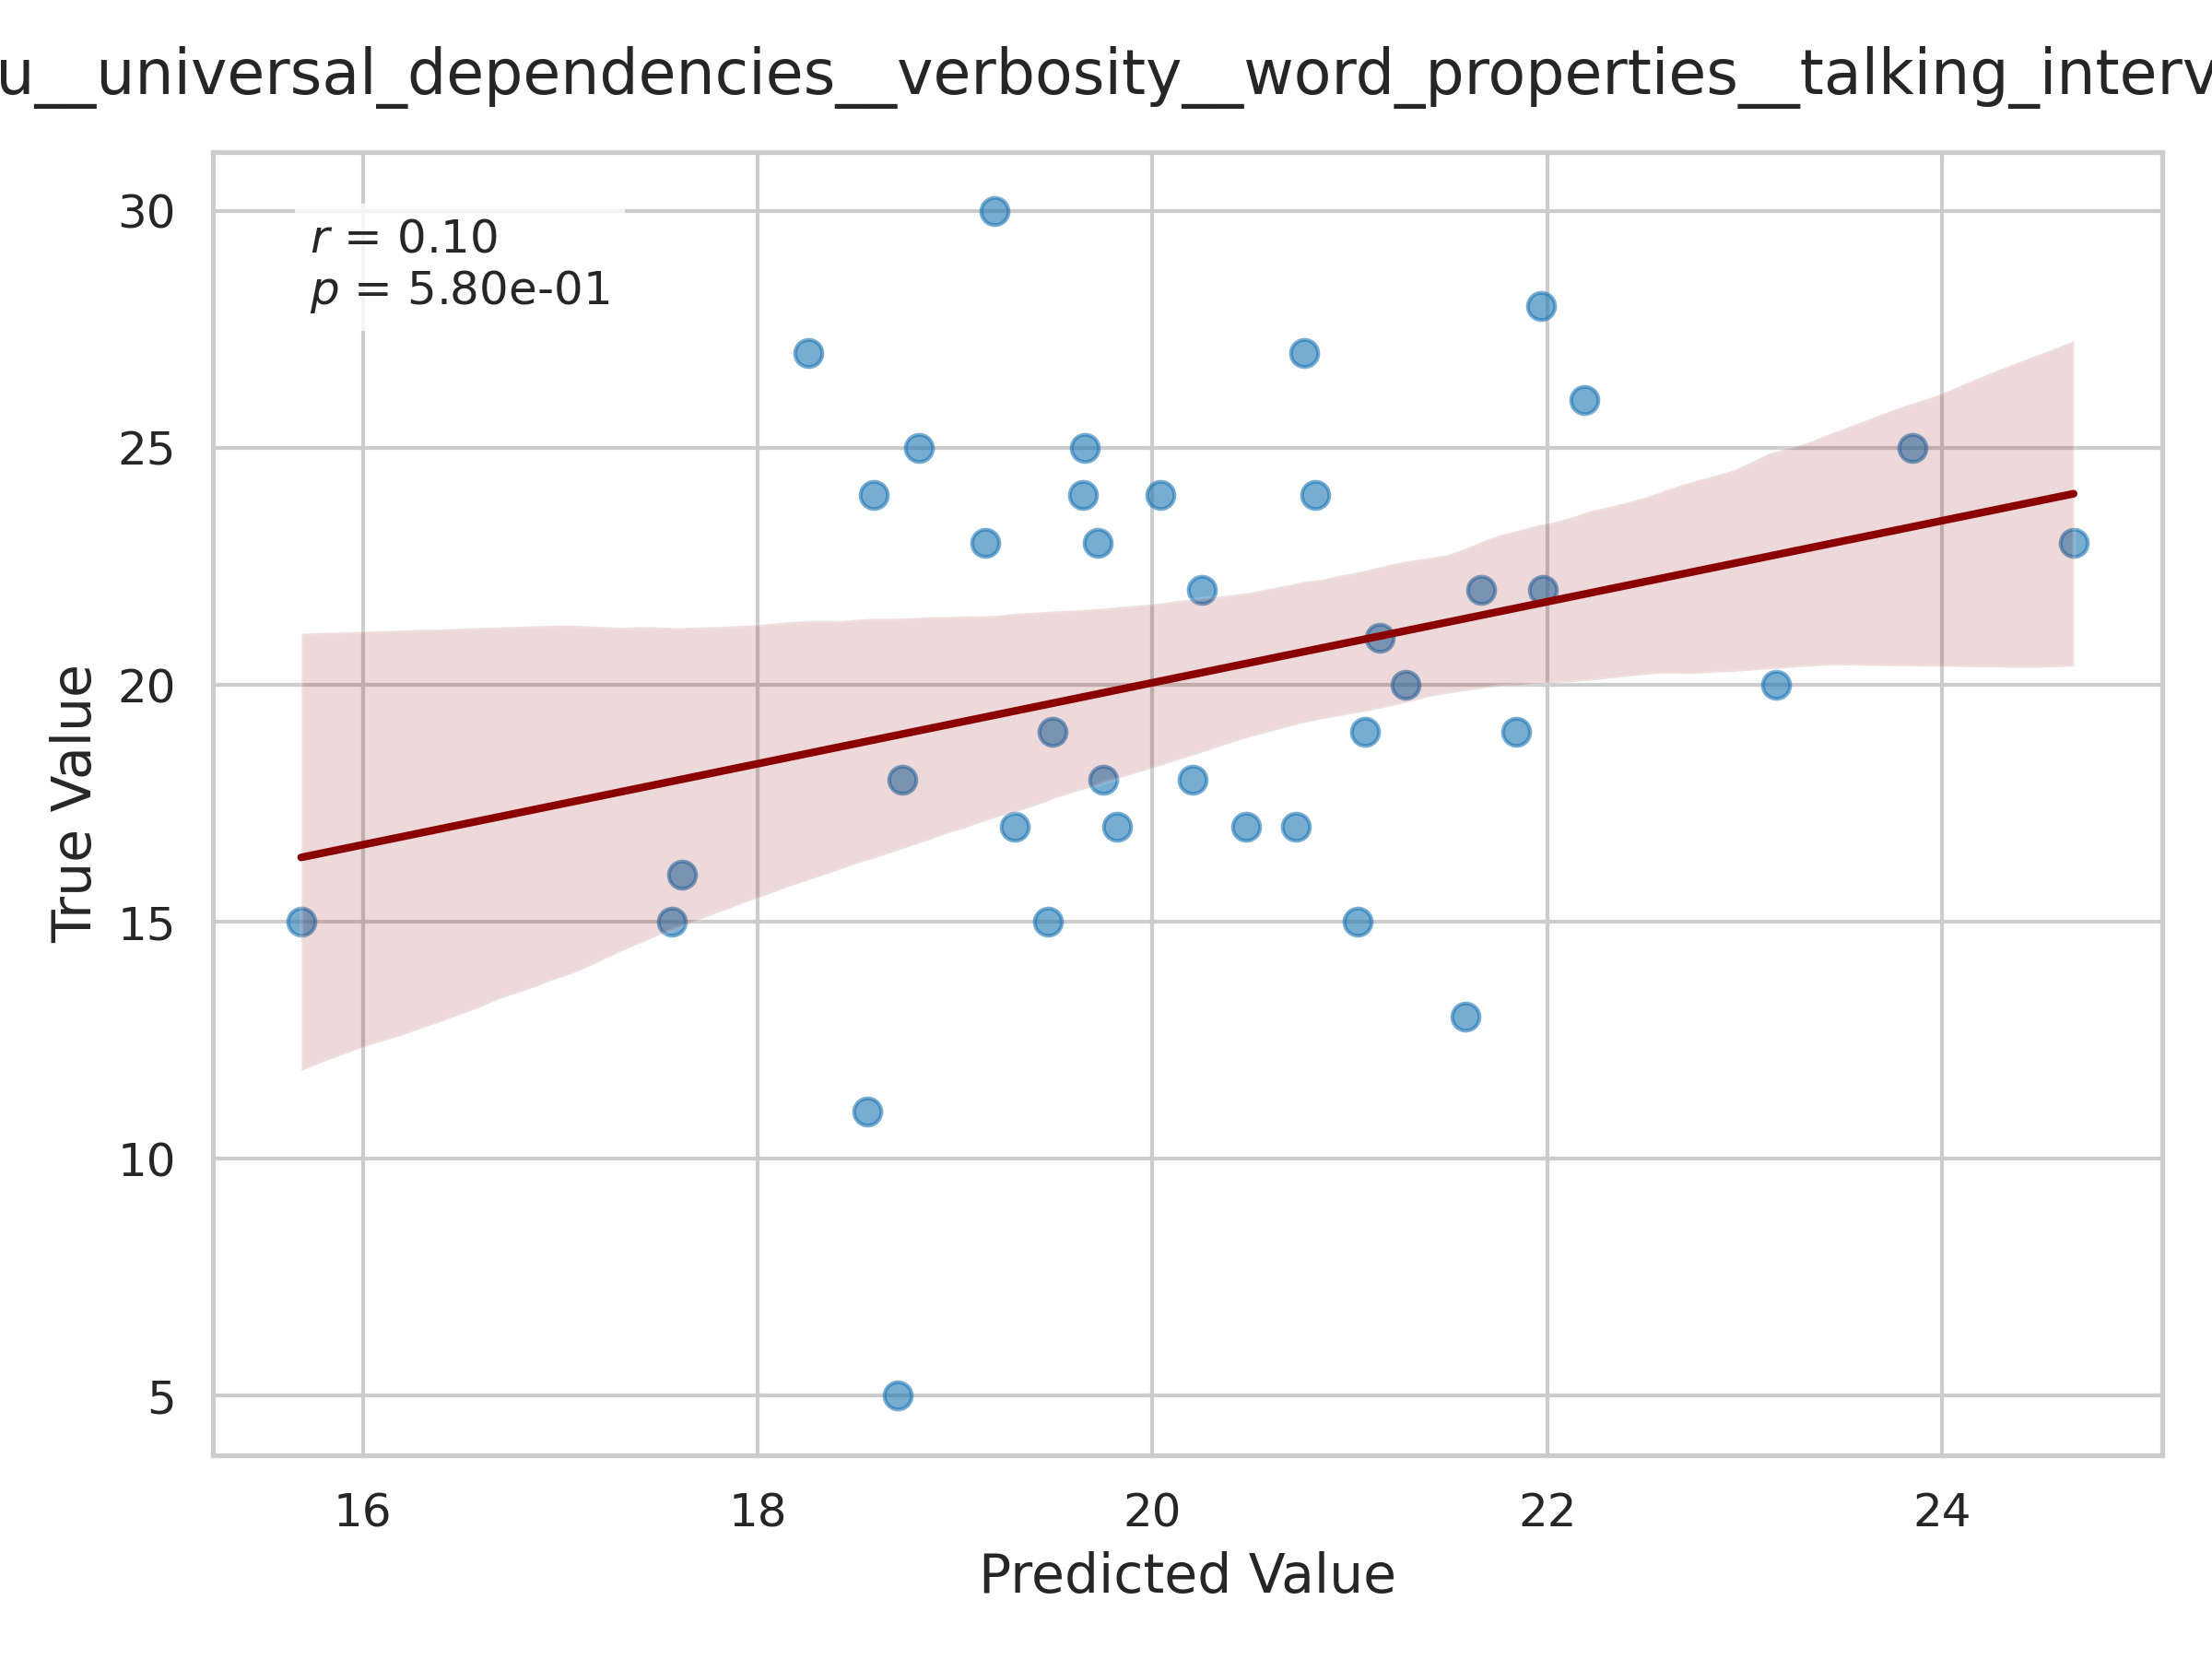 u__universal_dependencies__verbosity__word_properties__talking_interv
30
r = 0.10
p = 5.80e-01
25
20
15
10
5
True Value
16 18 20 22 24
Predicted Value